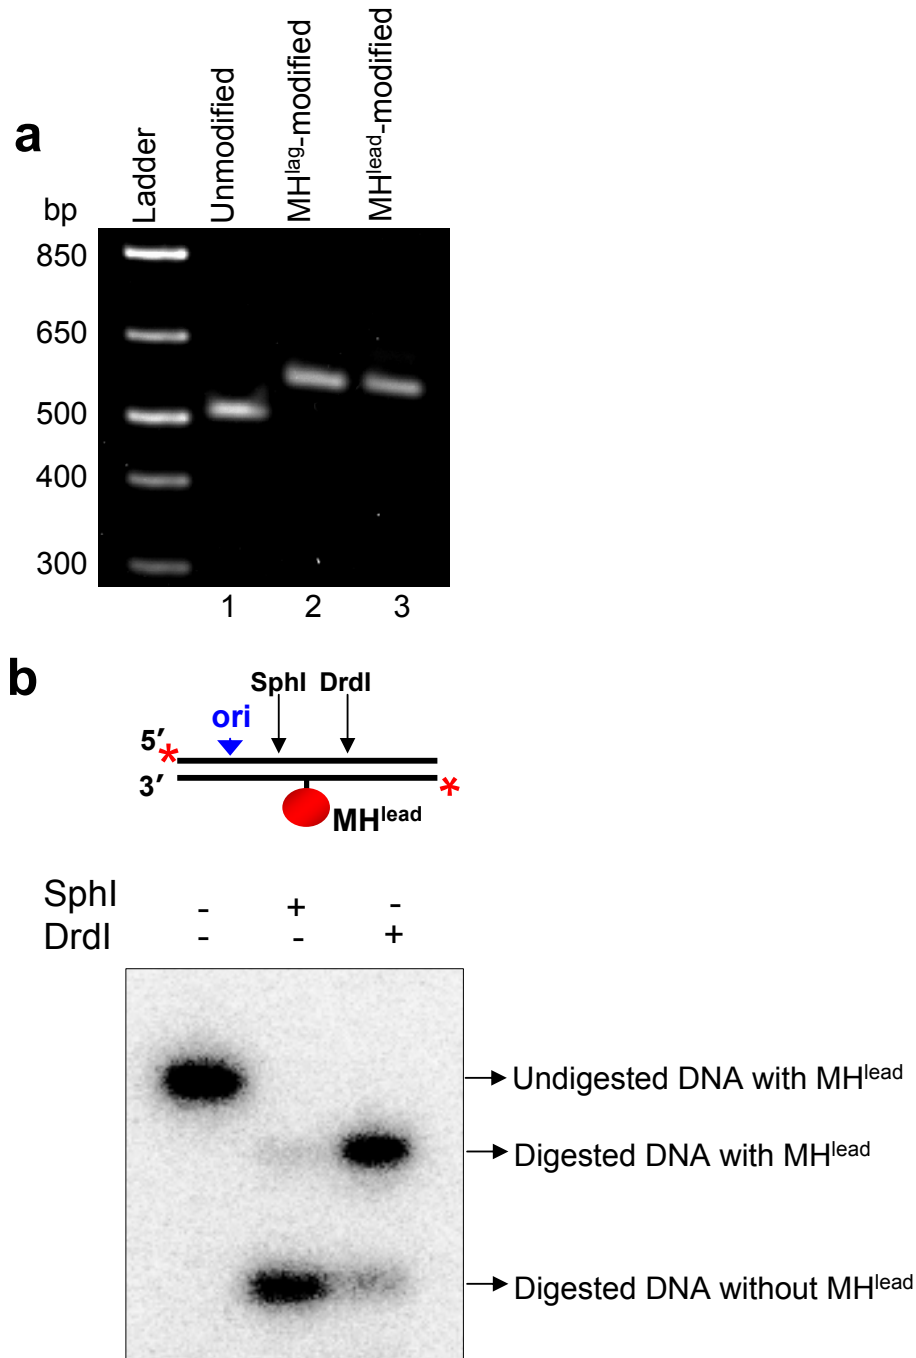 a
Ladder
Unmodified
MHlag-modified
MHlead-modified
bp
850
650
500
400
300
1 2 3
b
SphI DrdI
ori
5′
*
3′
*
MHlead
SphI - + -
DrdI - - +
Undigested DNA with MHlead
Digested DNA with MHlead
Digested DNA without MHlead